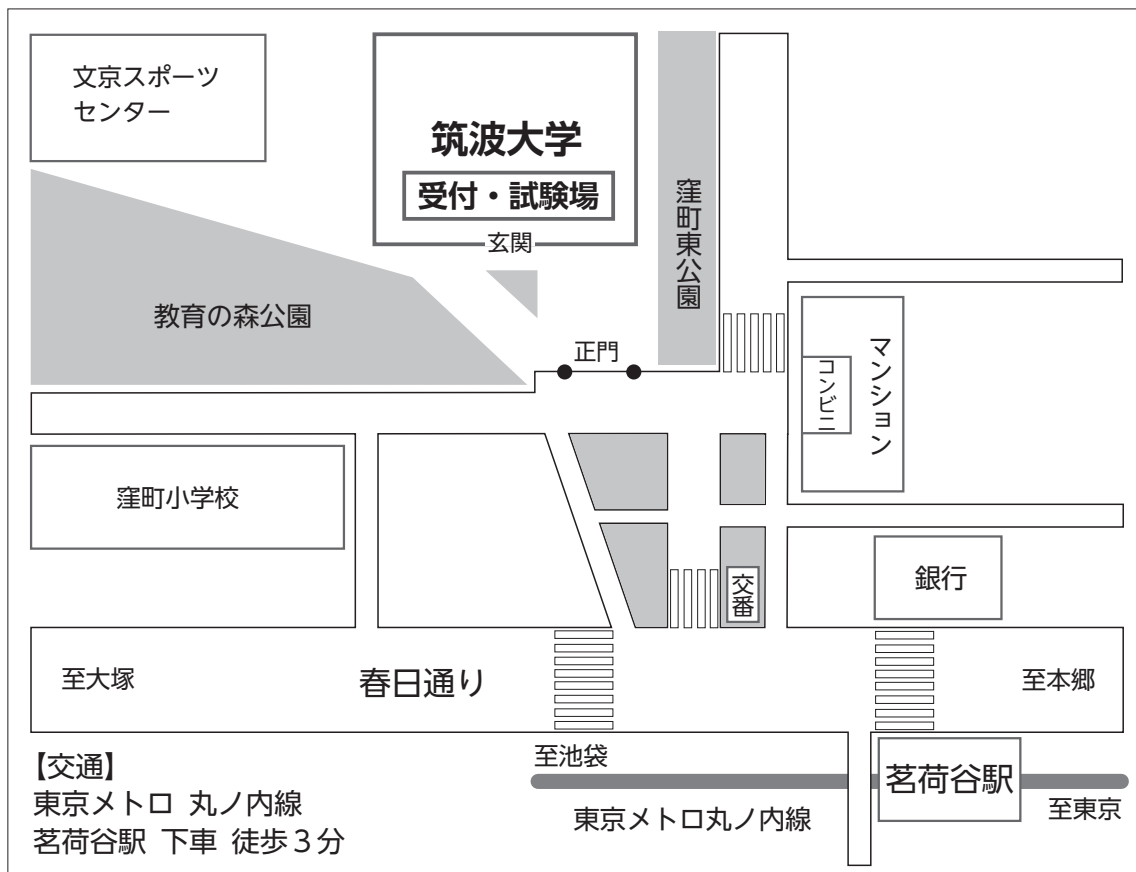 文京スポーツ
センター
筑波大学
受付・試験場
玄関
窪町東公園
教育の森公園
正門
マンション
コンビニ
窪町小学校
交番
銀行
至大塚
春日通り
至本郷
【交通】
東京メトロ 丸ノ内線
茗荷谷駅 下車 徒歩３分
至池袋
東京メトロ丸ノ内線
茗荷谷駅
至東京